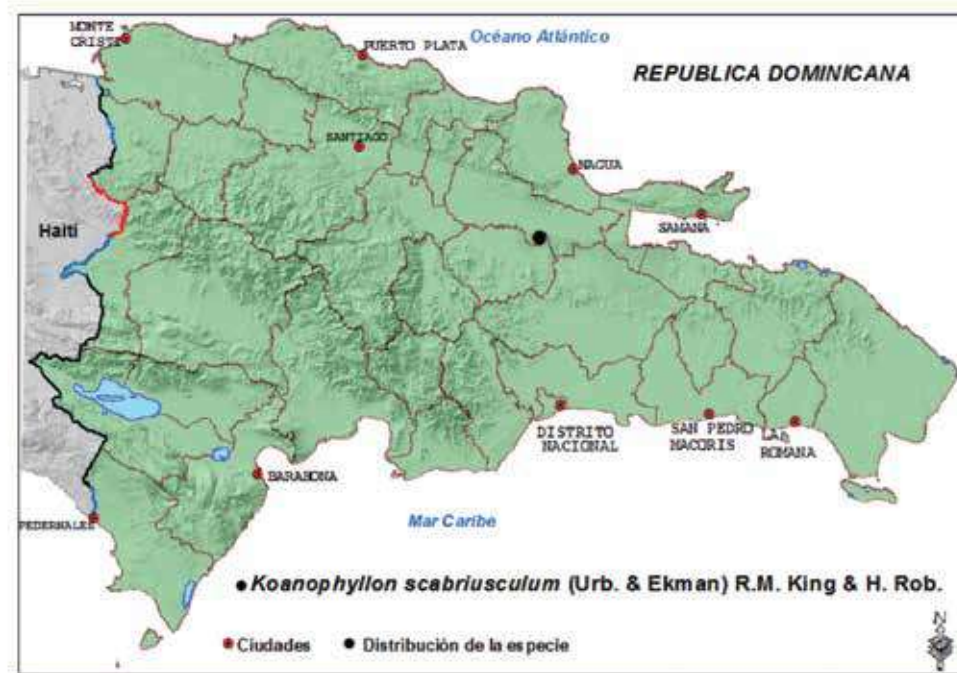 MONTE
CRISTI
PUERTO PLATA
Océano Atlántico
REPUBLICA DOMINICANA
SANTIAGO
NAGUA
Haití
SAMANA
DISTRITO
NACIONAL
SAN PEDRO
MACORIS
LA
ROMANA
BARAHONA
PEDERNALES
Mar Caribe
Koanophyllon scabriusculum (Urb. & Ekman) R.M. King & H. Rob.
Ciudades
Distribución de la especie
N